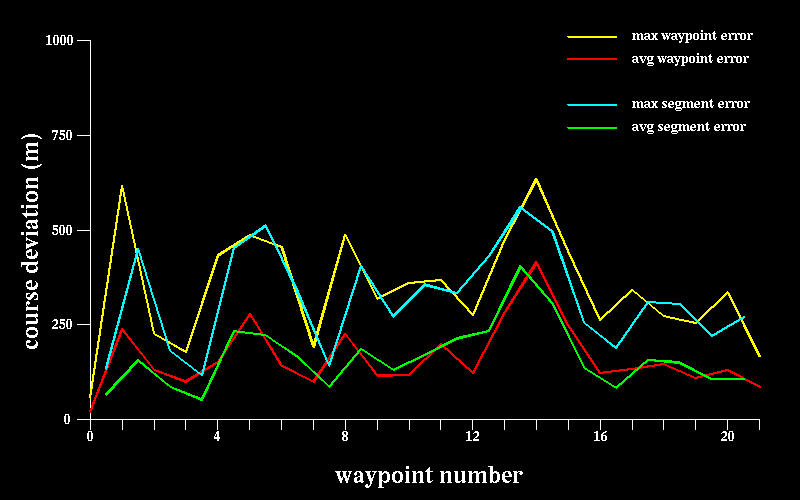 1000
max waypoint error
avg waypoint error
max segment error
avg segment error
750
500
250
0
course deviation (m)
0 4 8 12 16 20
waypoint number